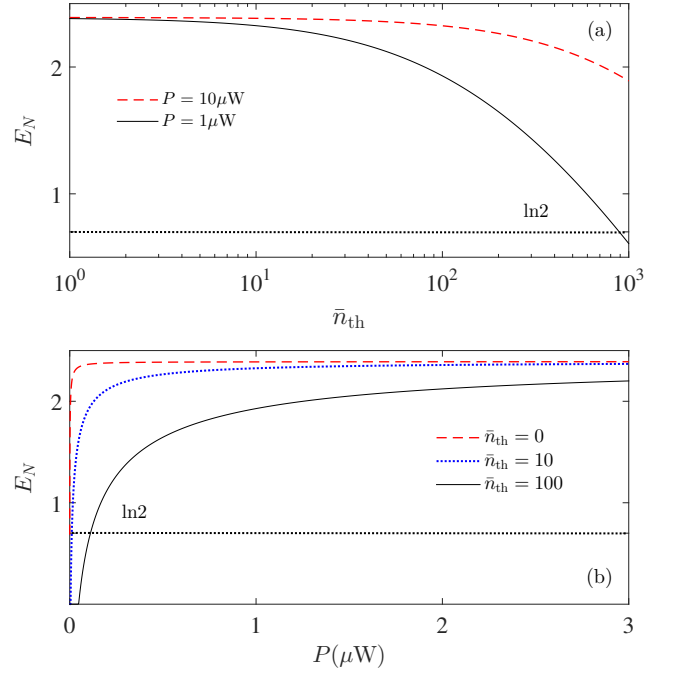 (a)
2
P = 10μW
P = 1μW
E_N
1
ln2
10^0 10^1 10^2 10^3
n̄_th
2
n̄_th = 0
n̄_th = 10
n̄_th = 100
E_N
1
ln2
(b)
0 1 2 3
P(μW)